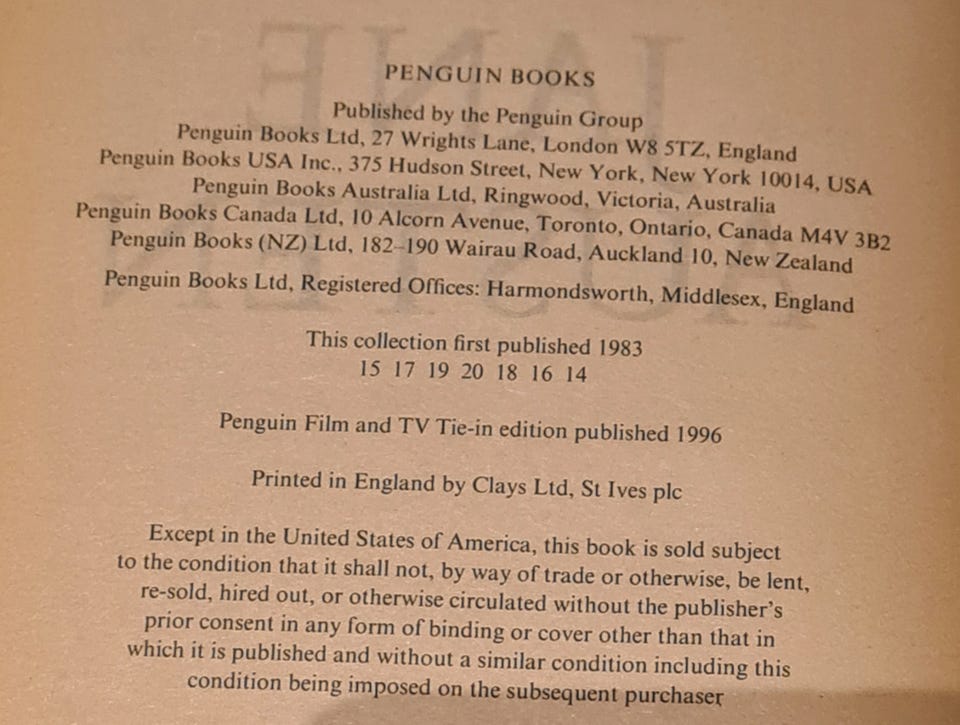 JANE
AUSTEN
PENGUIN BOOKS
Published by the Penguin Group
Penguin Books Ltd, 27 Wrights Lane, London W8 5TZ, England
Penguin Books USA Inc., 375 Hudson Street, New York, New York 10014, USA
Penguin Books Australia Ltd, Ringwood, Victoria, Australia
Penguin Books Canada Ltd, 10 Alcorn Avenue, Toronto, Ontario, Canada M4V 3B2
Penguin Books (NZ) Ltd, 182–190 Wairau Road, Auckland 10, New Zealand
Penguin Books Ltd, Registered Offices: Harmondsworth, Middlesex, England
This collection first published 1983
15 17 19 20 18 16 14
Penguin Film and TV Tie-in edition published 1996
Printed in England by Clays Ltd, St Ives plc
Except in the United States of America, this book is sold subject
to the condition that it shall not, by way of trade or otherwise, be lent,
re-sold, hired out, or otherwise circulated without the publisher's
prior consent in any form of binding or cover other than that in
which it is published and without a similar condition including this
condition being imposed on the subsequent purchaser